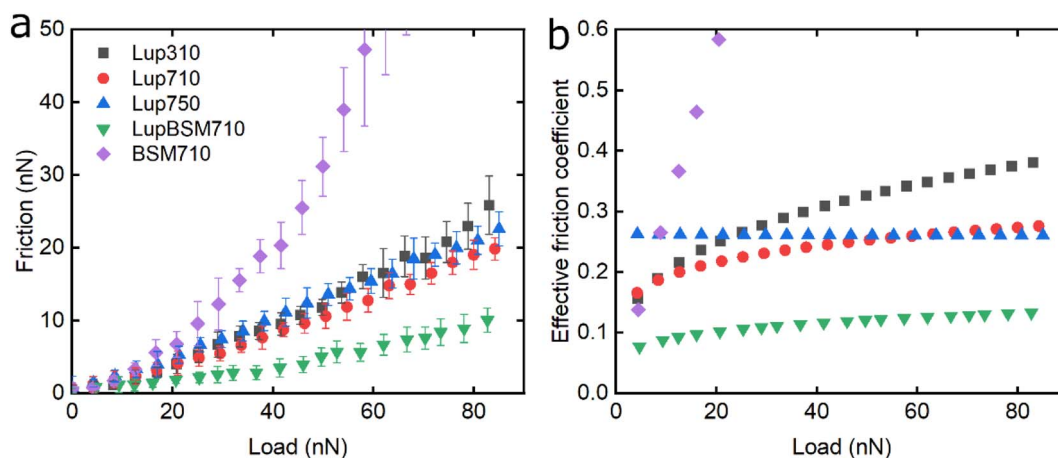 a
50
40
30
20
10
0
Friction (nN)
Lup310
Lup710
Lup750
LupBSM710
BSM710
0 20 40 60 80
Load (nN)
b
0.6
0.5
0.4
0.3
0.2
0.1
0.0
Effective friction coefficient
0 20 40 60 80
Load (nN)